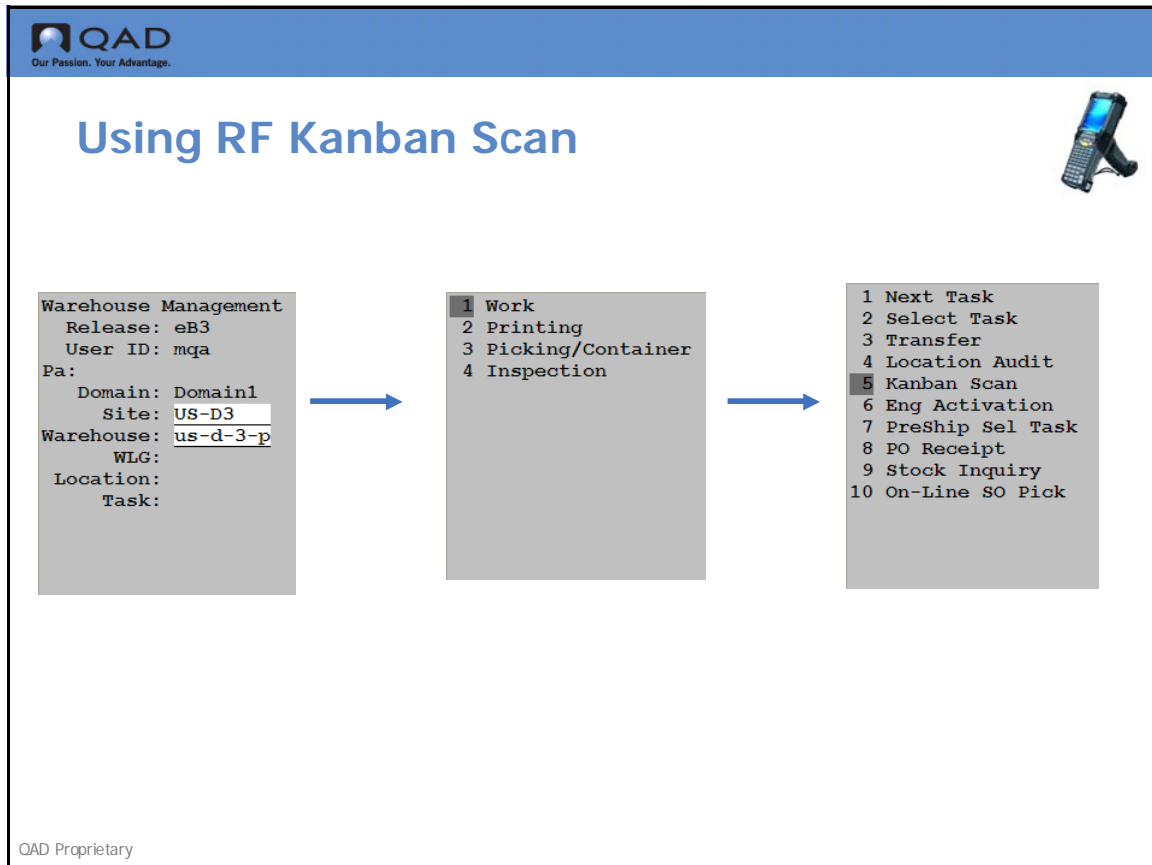 QAD
Our Passion. Your Advantage.
Using RF Kanban Scan
Warehouse Management
Release: eB3
User ID: mqa
Pa:
Domain: Domain1
Site: US-D3
Warehouse: us-d-3-p
WLG:
Location:
Task:
1 Work
2 Printing
3 Picking/Container
4 Inspection
1 Next Task
2 Select Task
3 Transfer
4 Location Audit
5 Kanban Scan
6 Eng Activation
7 PreShip Sel Task
8 PO Receipt
9 Stock Inquiry
10 On-Line SO Pick
QAD Proprietary